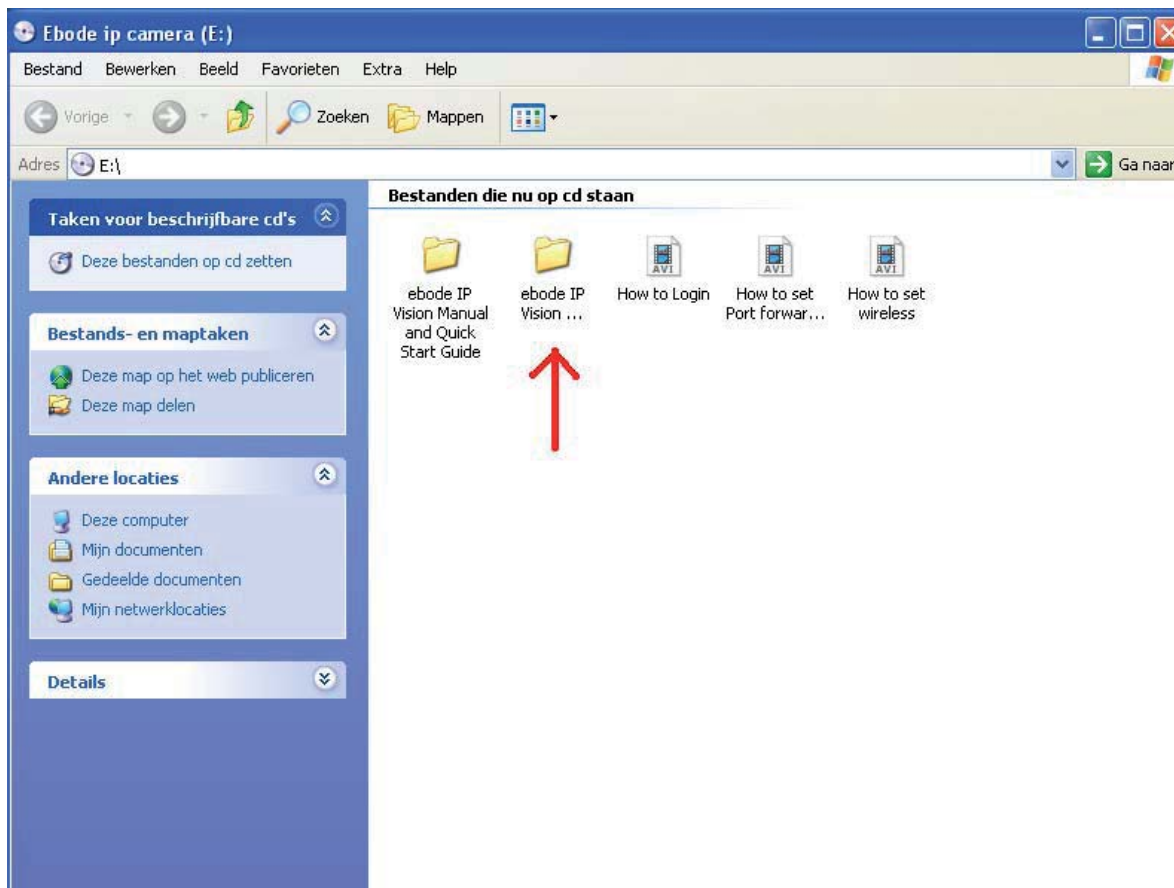 Ebode ip camera (E:)
Bestand Bewerken Beeld Favorieten Extra Help
Vorige Zoeken Mappen
Adres E:\ Ga naar
Taken voor beschrijfbare cd's
Deze bestanden op cd zetten
Bestands- en maptaken
Deze map op het web publiceren
Deze map delen
Andere locaties
Deze computer
Mijn documenten
Gedeelde documenten
Mijn netwerklocaties
Details
Bestanden die nu op cd staan
ebode IP
Vision Manual
and Quick
Start Guide
ebode IP
Vision ...
AVI
How to Login
AVI
How to set
Port forwar...
AVI
How to set
wireless